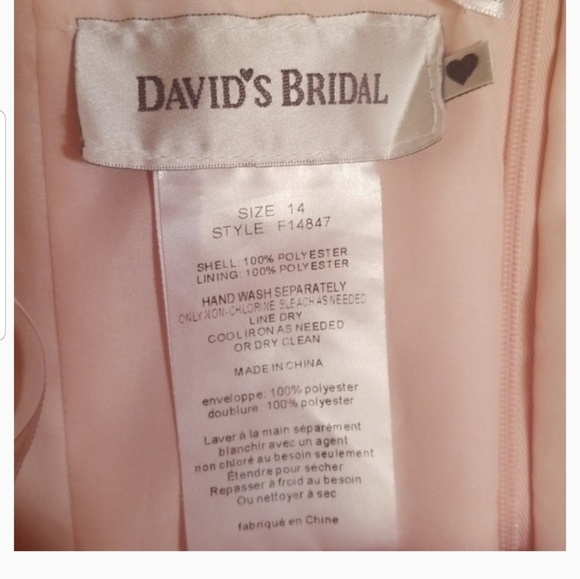 DAVID'S BRIDAL
SIZE 14
STYLE: F14847
SHELL: 100% POLYESTER
LINING: 100% POLYESTER
HAND WASH SEPARATELY
ONLY NON-CHLORINE BLEACH AS NEEDED
LINE DRY
COOL IRON AS NEEDED
OR DRY CLEAN
MADE IN CHINA
enveloppe: 100% polyester
doublure: 100% polyester
Laver à la main séparément
blanchir avec un agent
non chloré au besoin seulement
Étendre pour sécher
Repasser à froid au besoin
Ou nettoyer à sec
fabriqué en Chine